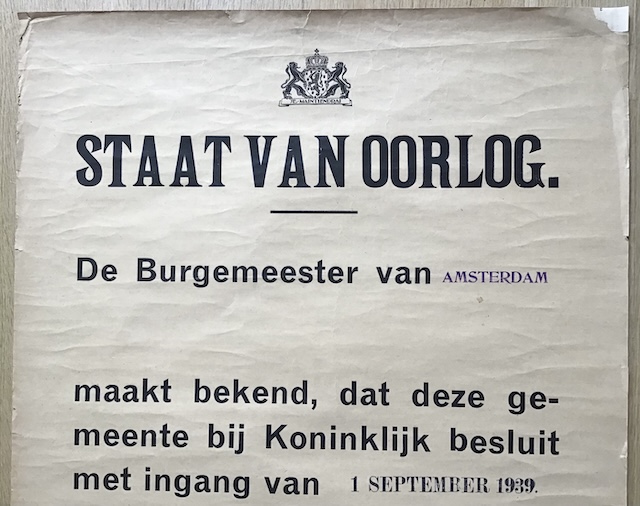 JE MAINTIENDRAI
STAAT VAN OORLOG.
De Burgemeester van AMSTERDAM
maakt bekend, dat deze ge-
meente bij Koninklijk besluit
met ingang van 1 SEPTEMBER 1939.